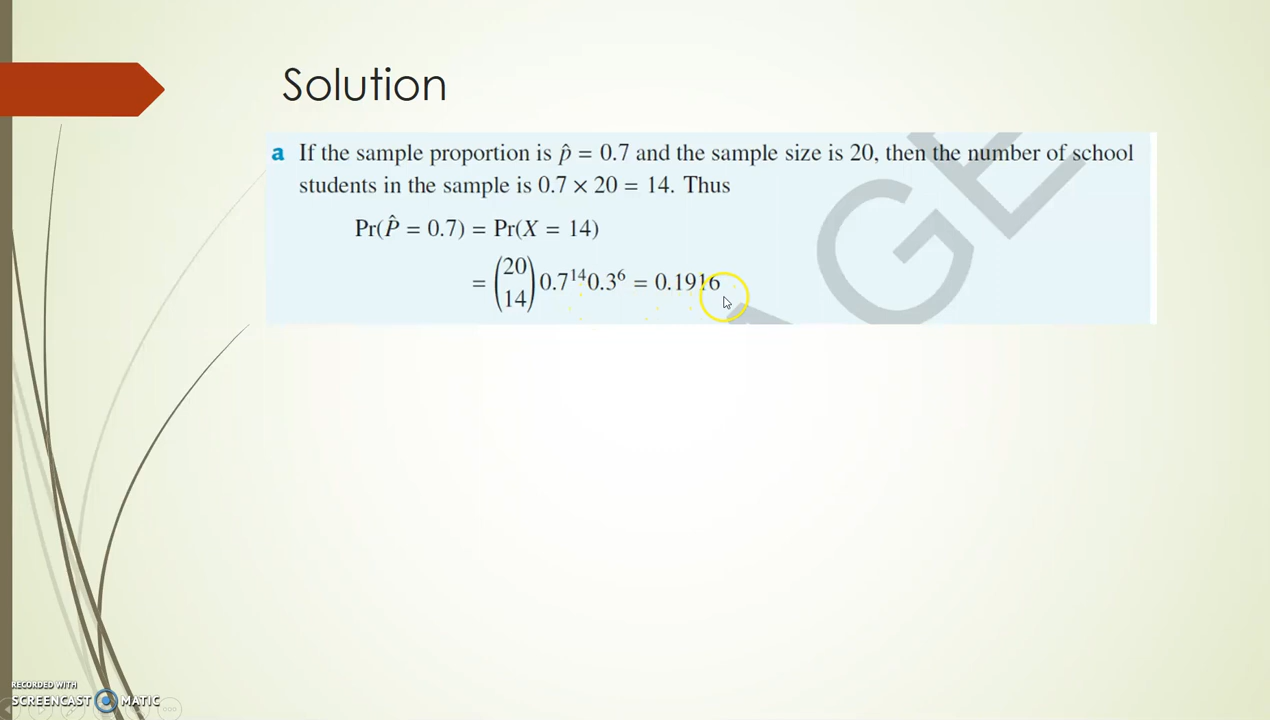 Solution
a If the sample proportion is p̂ = 0.7 and the sample size is 20, then the number of school
students in the sample is 0.7 × 20 = 14. Thus
Pr(P̂ = 0.7) = Pr(X = 14)
= (20 14) 0.7¹⁴0.3⁶ = 0.1916
AGE
RECORDED WITH
SCREENCAST MATIC